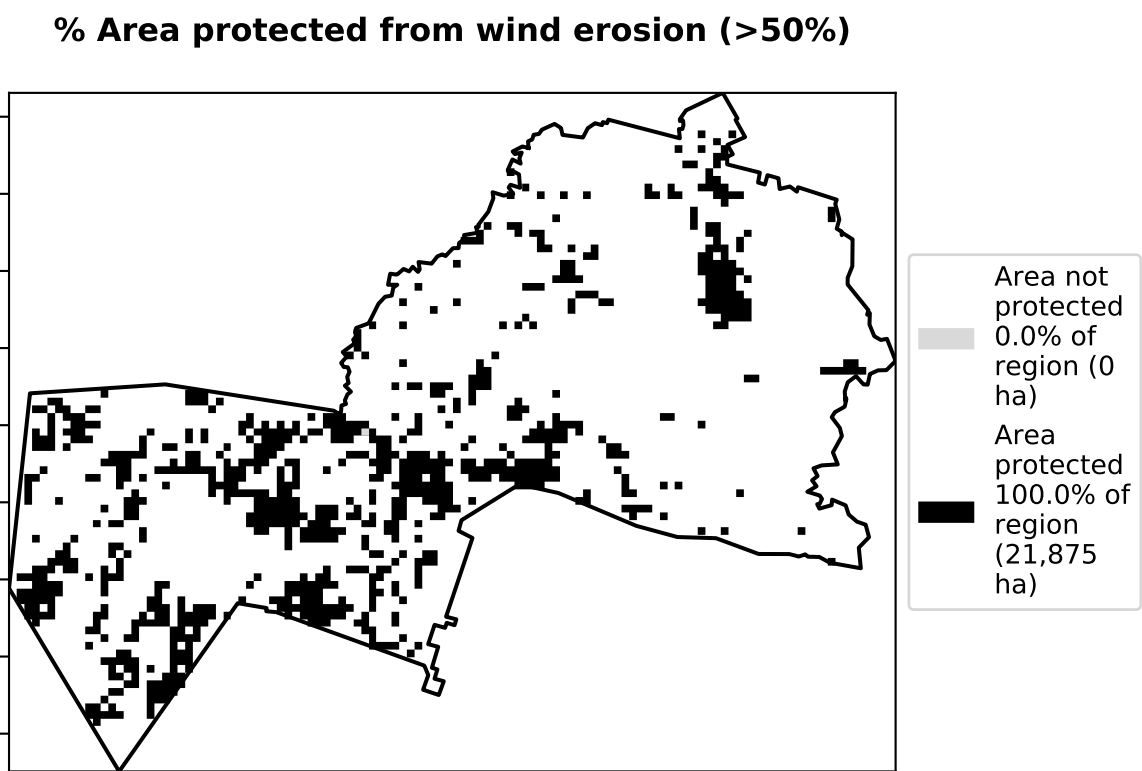 % Area protected from wind erosion (>50%)
Area not
protected
0.0% of
region (0
ha)
Area
protected
100.0% of
region
(21,875
ha)